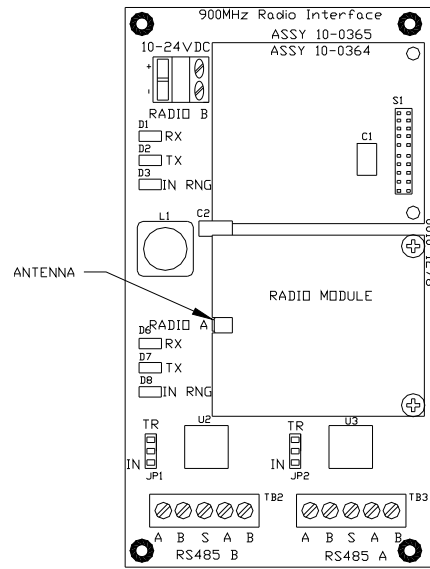 900MHz Radio Interface
ASSY 10-0365
ASSY 10-0364
10-24VDC
+
-
S1
RADIO B
D1 RX
C1
D2 TX
D3 IN RNG
L1
C2
ANTENNA
RADIO MODULE
RADIO A
D6 RX
D7 TX
D8 IN RNG
TR
U2
TR
U3
IN
IN
JP1
JP2
TB2
TB3
A B S A B
A B S A B
RS485 B
RS485 A